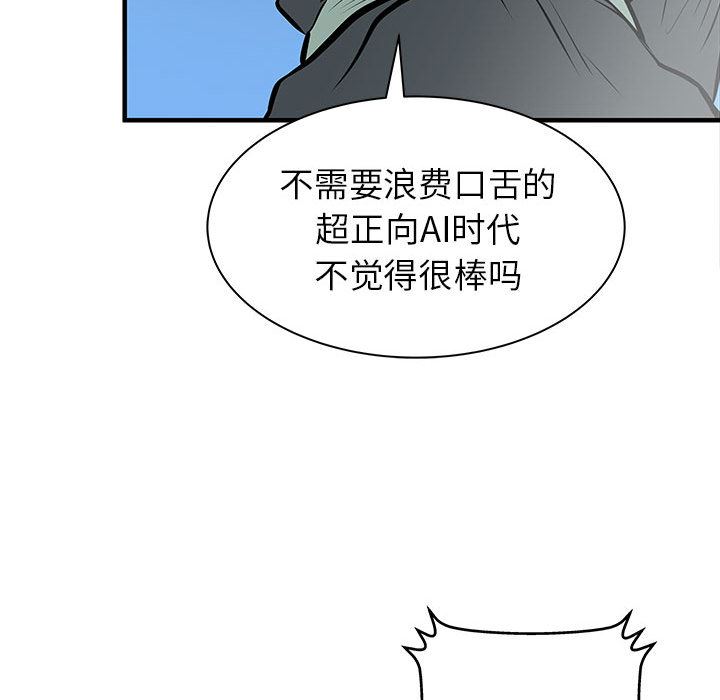 不需要浪费口舌的
超正向AI时代
不觉得很棒吗